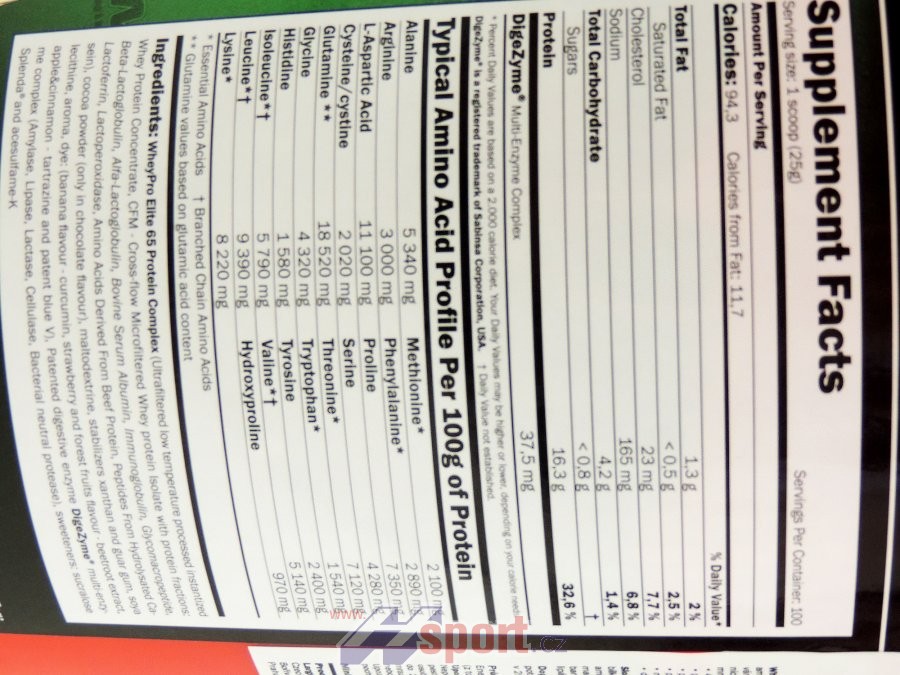 Supplement Facts
Serving size: 1 scoop (25g) Servings Per Container: 100
Amount Per Serving
Calories: 94,3 Calories from Fat: 11,7
% Daily Value*
Total Fat 1,3 g 2 %
Saturated Fat <0,5 g 2,5 %
Cholesterol 23 mg 7,7 %
Sodium 165 mg 6,8 %
Total Carbohydrate 4,2 g 1,4 %
Sugars <0,8 g †
Protein 16,3 g 32,6 %
DigeZyme® Multi-Enzyme Complex 37,5 mg
* Percent Daily Values are based on a 2,000 calorie diet. Your Daily Values may be higher or lower, depending on your calorie needs
DigeZyme® is a registered trademark of Sabinsa Corporation, USA. † Daily Value not established.
Typical Amino Acid Profile Per 100g of Protein
Alanine 5 340 mg Methionine* 2 100 mg
Arginine 3 000 mg Phenylalanine* 2 890 mg
L-Aspartic Acid 11 100 mg Proline 7 350 mg
Cysteine/cystine 2 020 mg Serine 4 280 mg
Glutamine ** 18 520 mg Threonine* 7 120 mg
Glycine 4 320 mg Tryptophan* 1 540 mg
Histidine 1 580 mg Tyrosine 2 400 mg
Isoleucine*† 5 790 mg Valine*† 5 140 mg
Leucine*† 9 390 mg Hydroxyproline 970 mg
Lysine* 8 220 mg
* Essential Amino Acids † Branched Chain Amino Acids
** Glutamine values based on glutamic acid content
Ingredients: WheyPro Elite 65 Protein Complex (Ultrafiltered low temperature processed instantized
Whey Protein Concentrate, CFM - Cross-flow Microfiltered Whey protein Isolate with protein fractions:
Beta-Lactoglobulin, Alfa-Lactoglobulin, Bovine Serum Albumin, Immunoglobulin, Glycomacropeptide,
Lactoferrin, Lactoperoxidase, Amino Acids Derived From Beef Protein, Peptides From Hydrolysated Ca-
sein), cocoa powder (only in chocolate flavour), maltodextrine, stabilizers xanthan and guar gum, soyl
lecithine, aroma, dye: (banana flavour - curcumin, strawberry and forest fruits flavour - beetroot extract,
apple&cinnamon - tartrazine and patent blue V), Patented digestive enzyme DigeZyme® multi-enzy
me complex (Amylase, Lipase, Lactase, Cellulase, Bacterial neutral protease), sweeteners: sucralose
Splenda® and acesulfame-K
www.
sport.cz